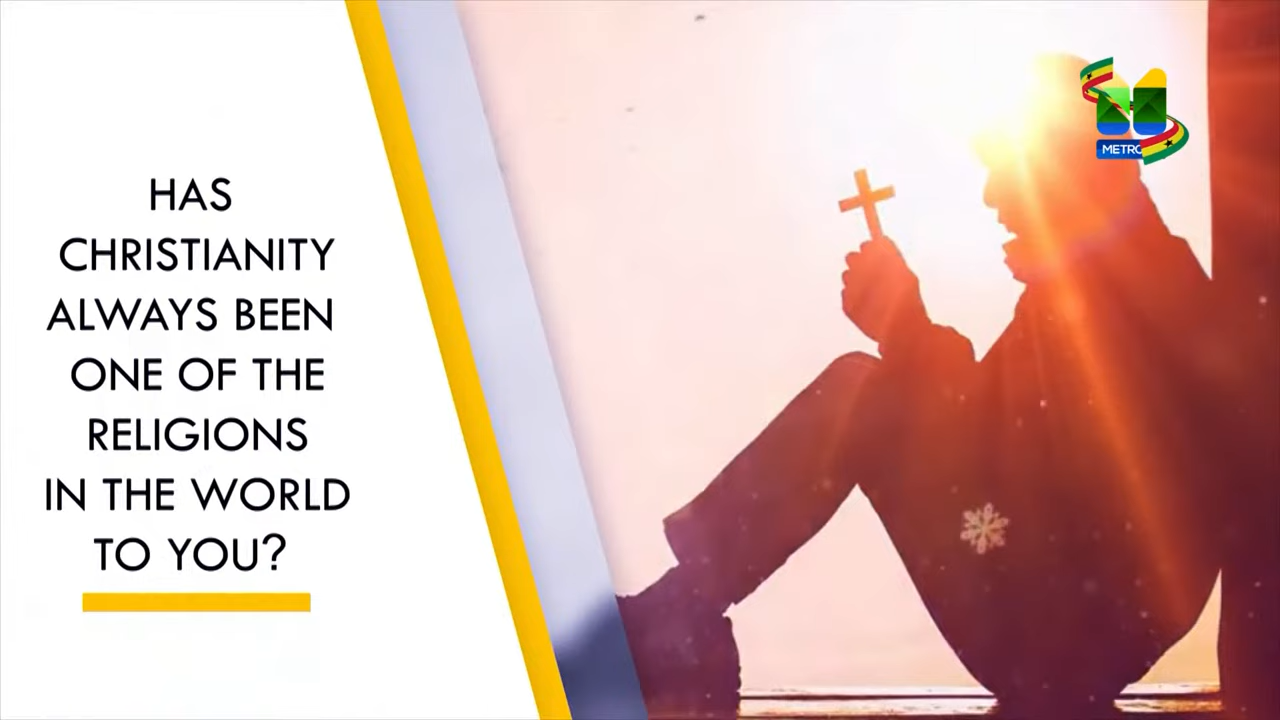 HAS
CHRISTIANITY
ALWAYS BEEN
ONE OF THE
RELIGIONS
IN THE WORLD
TO YOU?
METRO